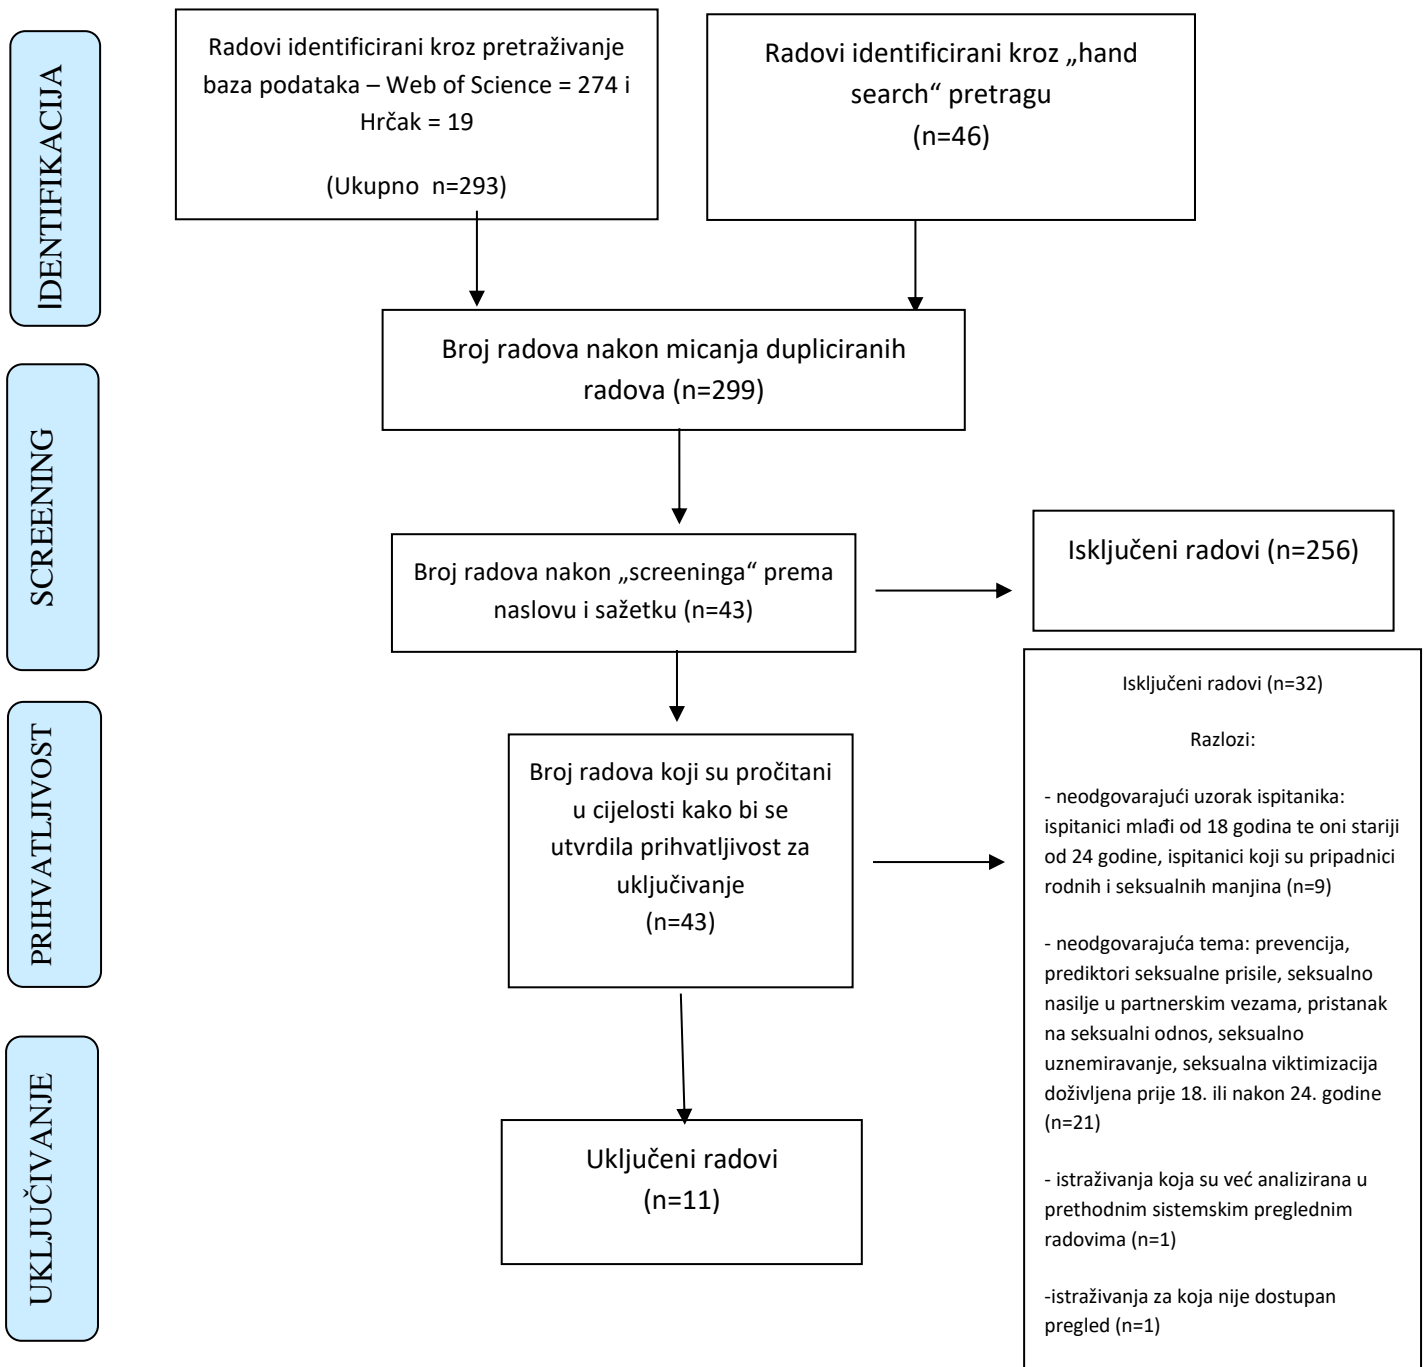 IDENTIFIKACIJA
Radovi identificirani kroz pretraživanje
baza podataka – Web of Science = 274 i
Hrčak = 19
(Ukupno n=293)
Radovi identificirani kroz „hand
search“ pretragu
(n=46)
Broj radova nakon micanja dupliciranih
radova (n=299)
SCREENING
Broj radova nakon „screeninga“ prema
naslovu i sažetku (n=43)
Isključeni radovi (n=256)
PRIHVATLJIVOST
Broj radova koji su pročitani
u cijelosti kako bi se
utvrdila prihvatljivost za
uključivanje
(n=43)
Isključeni radovi (n=32)
Razlozi:
- neodgovarajući uzorak ispitanika:
ispitanici mlađi od 18 godina te oni stariji
od 24 godine, ispitanici koji su pripadnici
rodnih i seksualnih manjina (n=9)
- neodgovarajuća tema: prevencija,
prediktori seksualne prisile, seksualno
nasilje u partnerskim vezama, pristanak
na seksualni odnos, seksualno
uznemiravanje, seksualna viktimizacija
doživljena prije 18. ili nakon 24. godine
(n=21)
- istraživanja koja su već analizirana u
prethodnim sistemskim preglednim
radovima (n=1)
-istraživanja za koja nije dostupan
pregled (n=1)
UKLJUČIVANJE
Uključeni radovi
(n=11)